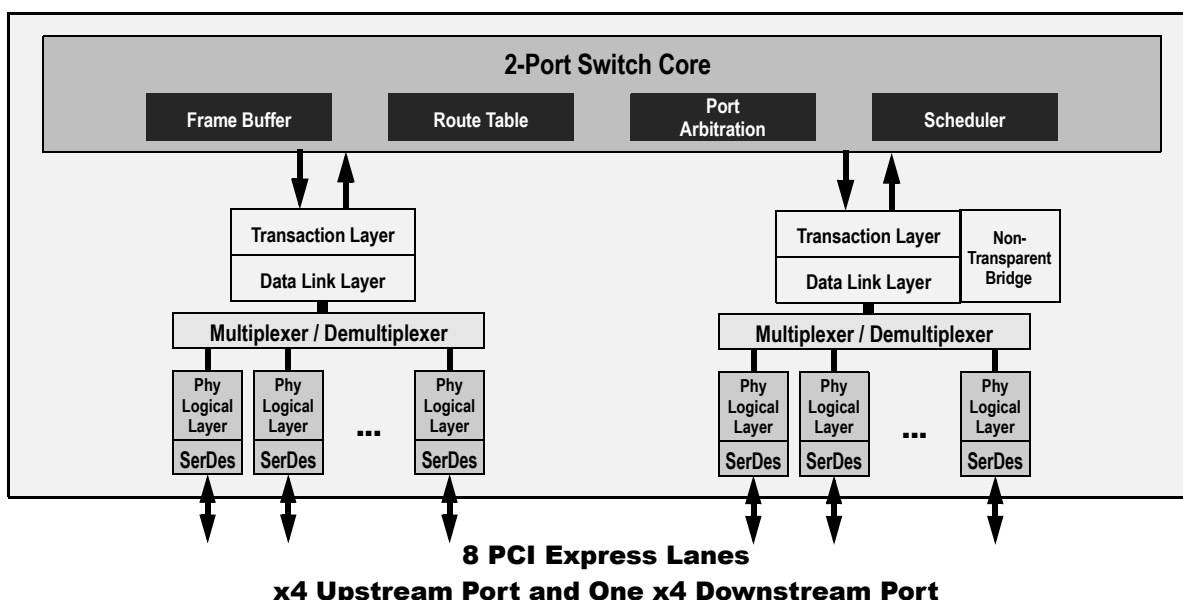 2-Port Switch Core
Frame Buffer
Route Table
Port
Arbitration
Scheduler
Transaction Layer
Data Link Layer
Multiplexer / Demultiplexer
Phy
Logical
Layer
SerDes
Phy
Logical
Layer
SerDes
...
Phy
Logical
Layer
SerDes
Transaction Layer
Data Link Layer
Non-
Transparent
Bridge
Multiplexer / Demultiplexer
Phy
Logical
Layer
SerDes
Phy
Logical
Layer
SerDes
...
Phy
Logical
Layer
SerDes
8 PCI Express Lanes
x4 Upstream Port and One x4 Downstream Port